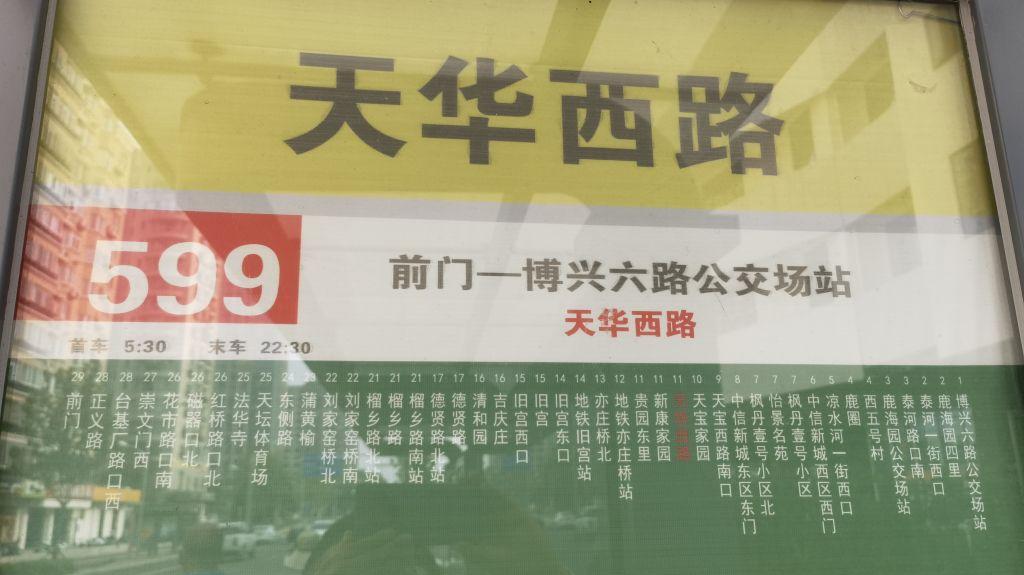 天华西路
599
前门—博兴六路公交场站
天华西路
首车 5:30 末车 22:30
29 前门
28 正义路
28 台基厂路口西
27 崇文门西
26 花市路口南
26 磁器口北
26 红桥路口北
25 法华寺
25 天坛体育场
24 东侧路
23 蒲黄榆
22 刘家窑桥北
22 刘家窑桥南
21 榴乡路北站
21 榴乡路南站
17 德贤路北站
17 德贤路
16 清和园
16 吉庆庄
15 旧宫西口
15 旧宫
14 旧宫东口
14 地铁旧宫站
13 亦庄桥北
12 地铁亦庄桥站
11 贵园东里
11 新康家园
11 天华西路
10 天宝家园
9 天宝西路南口
8 中信新城东区东门
7 枫丹壹号小区北
7 怡景名苑
7 枫丹壹号小区
6 中信新城西区西门
5 凉水河一街西口
4 鹿圈
4 西五号村
3 鹿海园公交场站
3 泰河路口南
2 泰河一街西口
2 鹿海园四里
1 博兴六路公交场站